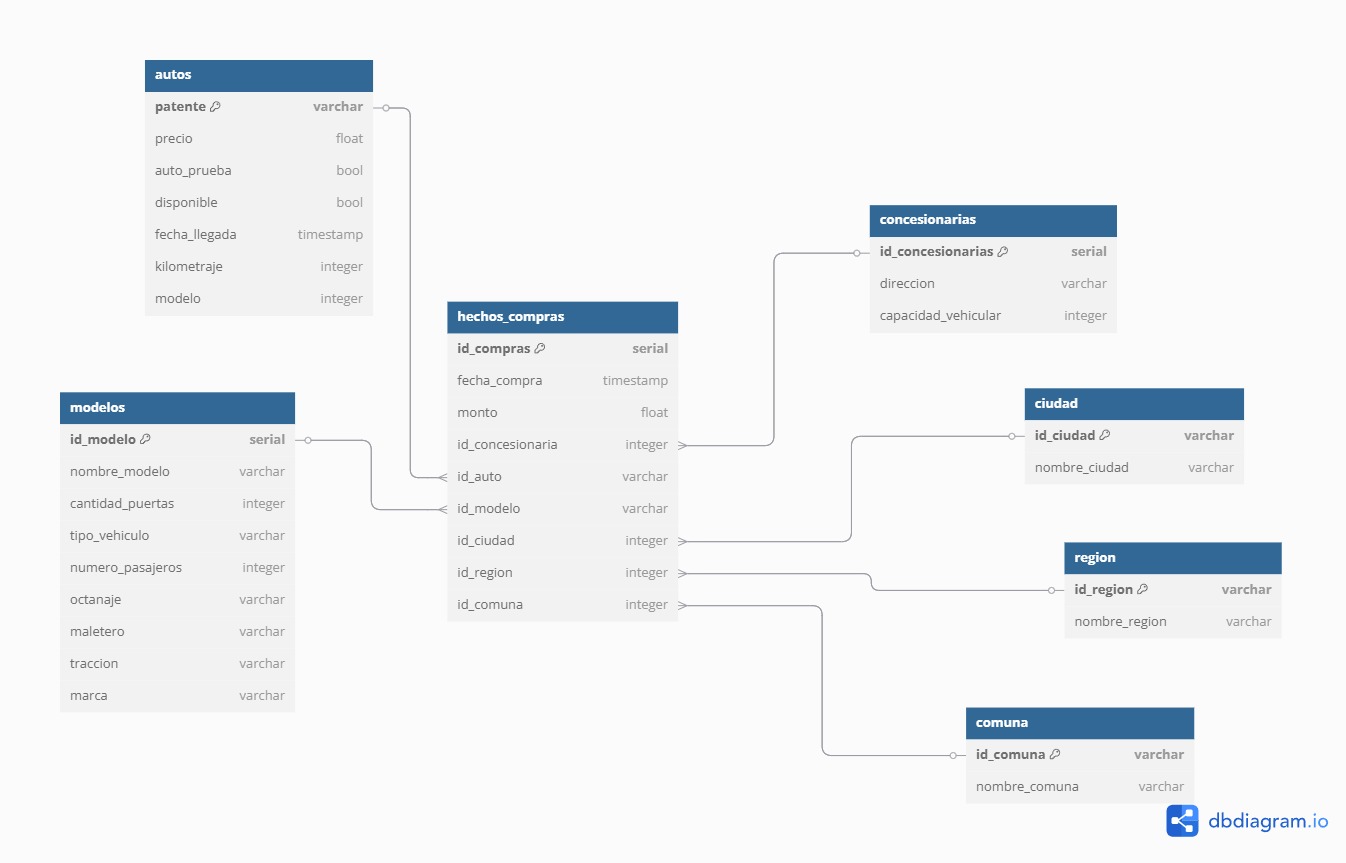 autos
patente varchar
precio float
auto_prueba bool
disponible bool
fecha_llegada timestamp
kilometraje integer
modelo integer
modelos
id_modelo serial
nombre_modelo varchar
cantidad_puertas integer
tipo_vehiculo varchar
numero_pasajeros integer
octanaje varchar
maletero varchar
traccion varchar
marca varchar
hechos_compras
id_compras serial
fecha_compra timestamp
monto float
id_concesionaria integer
id_auto varchar
id_modelo varchar
id_ciudad integer
id_region integer
id_comuna integer
concesionarias
id_concesionarias serial
direccion varchar
capacidad_vehicular integer
ciudad
id_ciudad varchar
nombre_ciudad varchar
region
id_region varchar
nombre_region varchar
comuna
id_comuna varchar
nombre_comuna varchar
dbdiagram.io